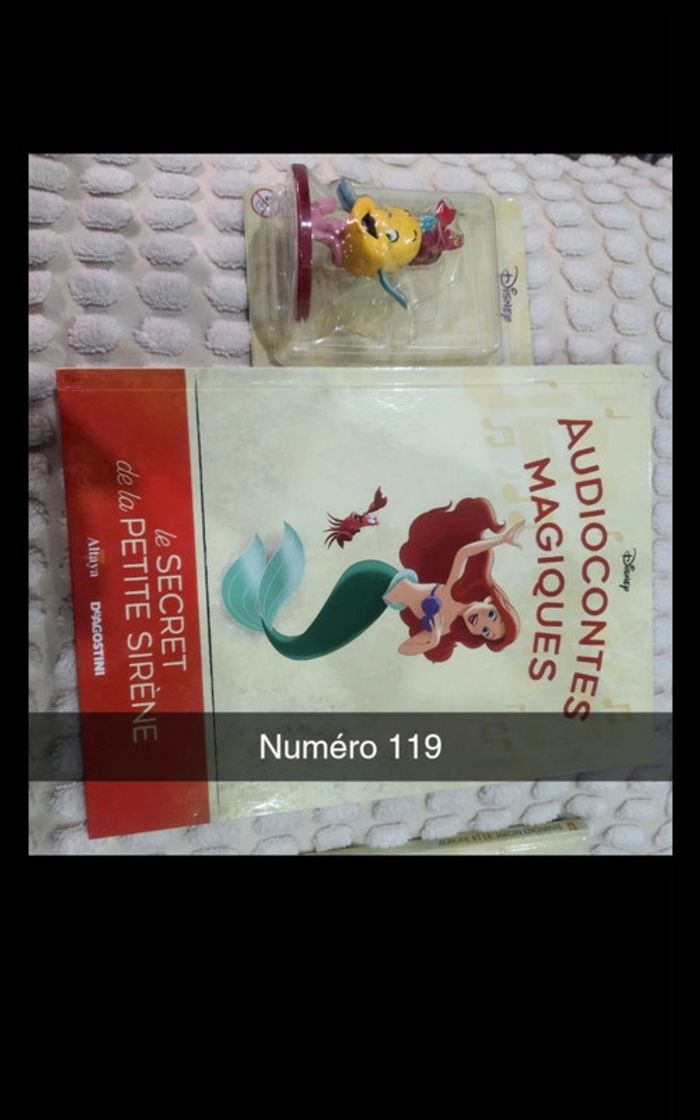 Disney
Disney
AUDIOCONTES
MAGIQUES
le SECRET
de la PETITE SIRÈNE
Altaya
DeAGOSTINI
Numéro 119